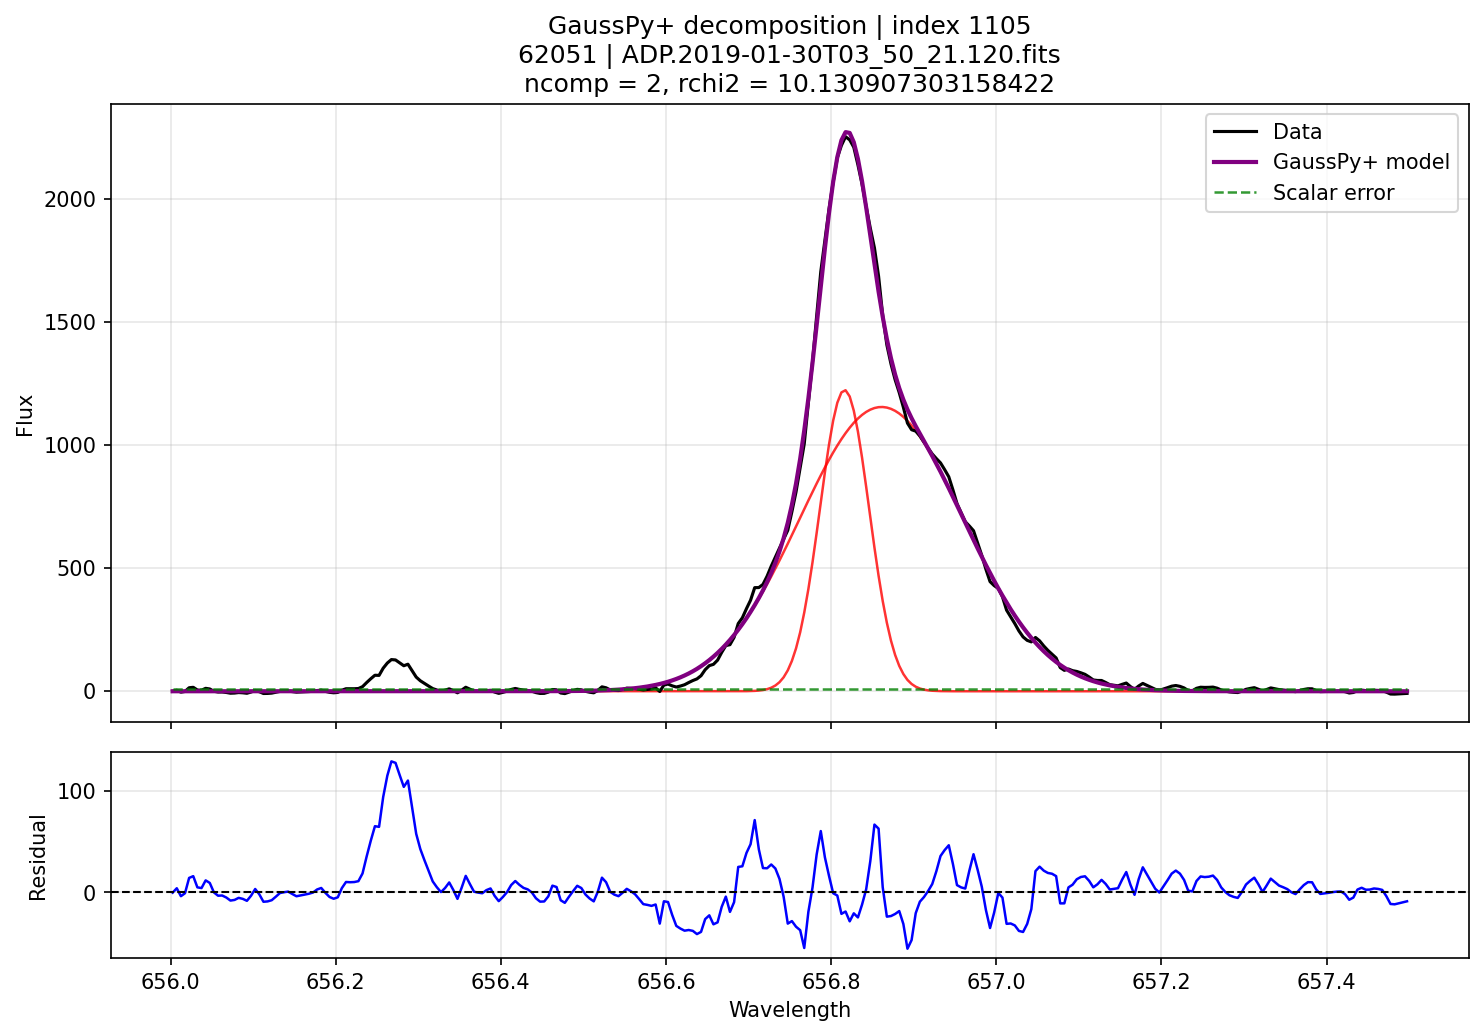 GaussPy+ decomposition | index 1105
62051 | ADP.2019-01-30T03_50_21.120.fits
ncomp = 2, rchi2 = 10.130907303158422
Data
GaussPy+ model
Scalar error
Flux
2000
1500
1000
500
0
Residual
100
0
656.0 656.2 656.4 656.6 656.8 657.0 657.2 657.4
Wavelength